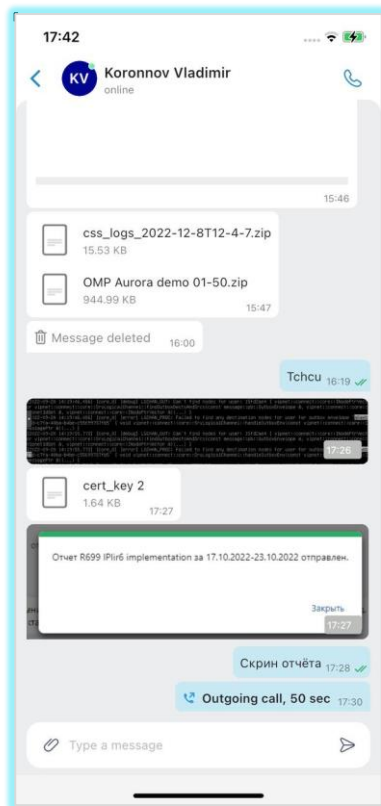 17:42
KV
Koronnov Vladimir
online
15:46
css_logs_2022-12-8T12-4-7.zip
15.53 KB
OMP Aurora demo 01-50.zip
944.99 KB
15:47
Message deleted 16:00
Tchcu 16:19
17:26
cert_key 2
1.64 KB
17:27
Отчет R699 IPlir6 implementation за 17.10.2022-23.10.2022 отправлен.
Закрыть
17:27
Скрин отчёта 17:28
Outgoing call, 50 sec 17:30
Type a message